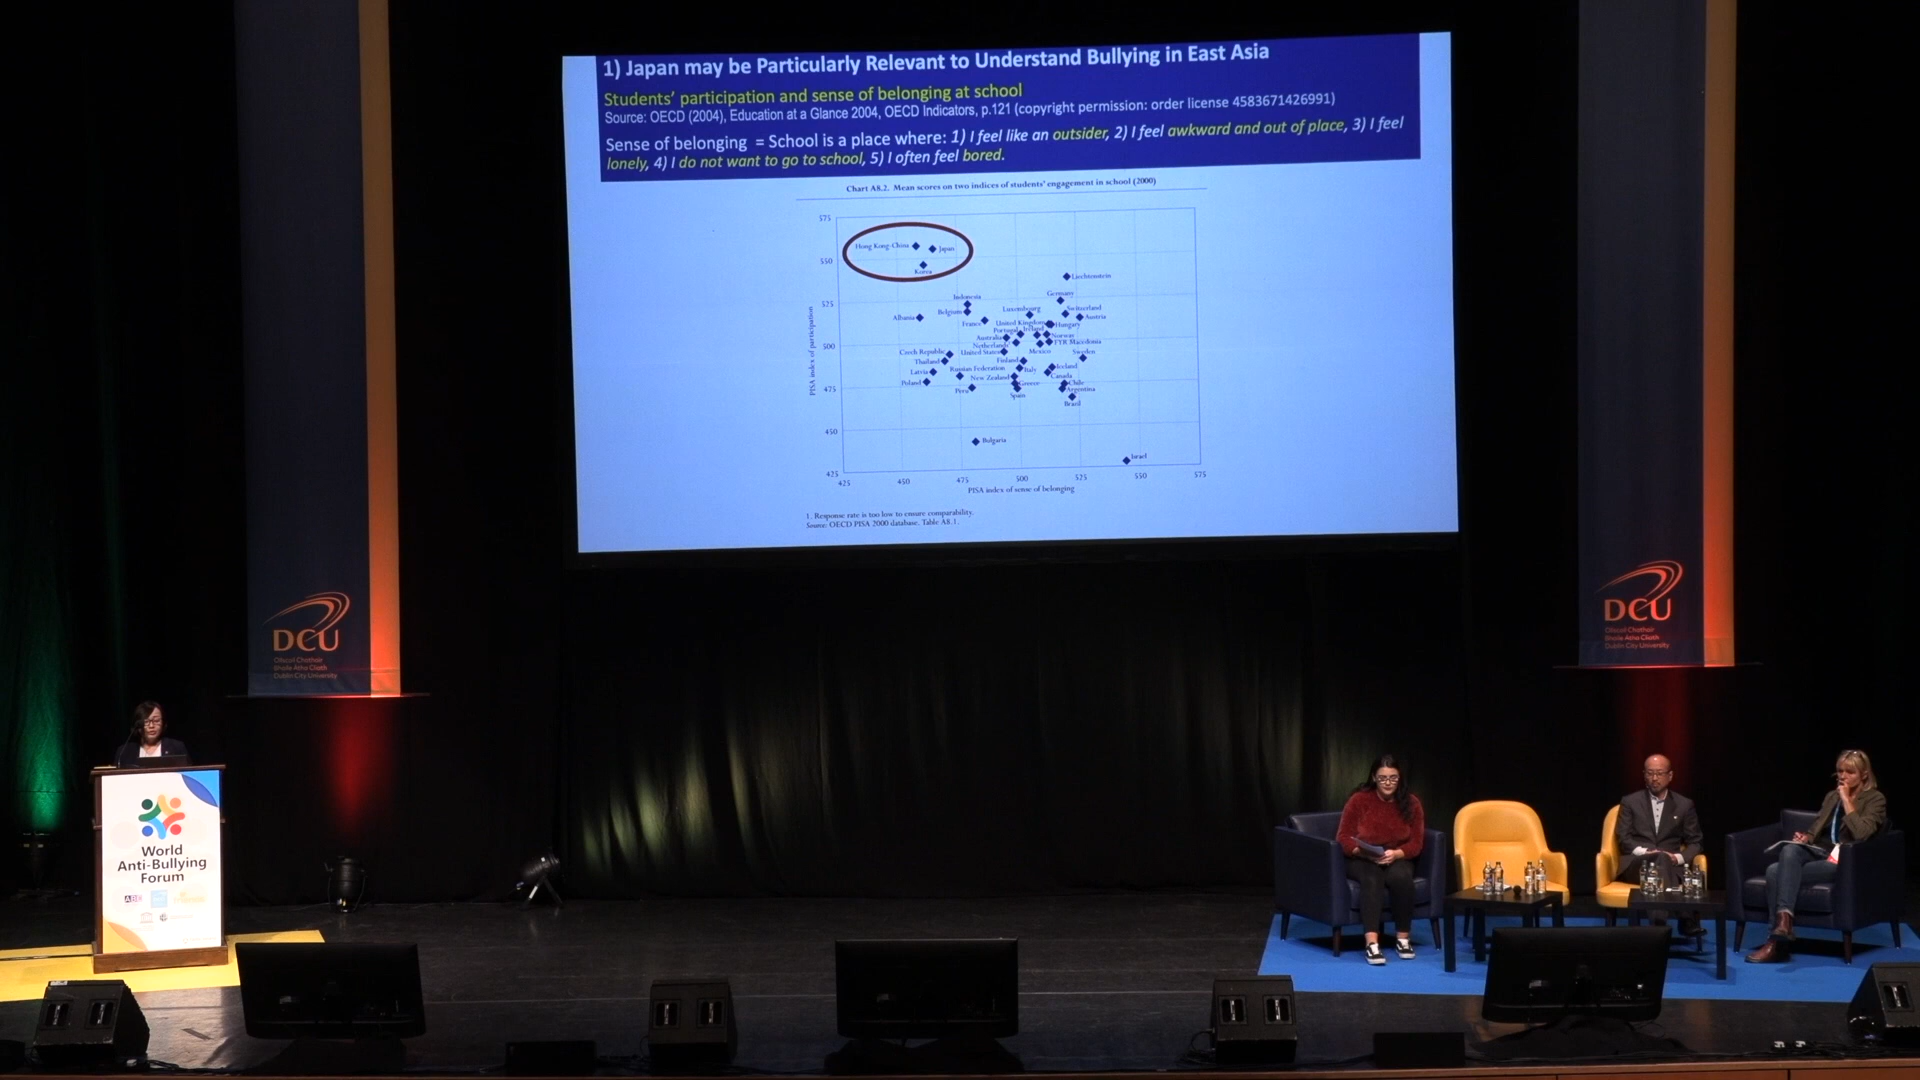 1) Japan may be Particularly Relevant to Understand Bullying in East Asia
Students' participation and sense of belonging at school
Source: OECD (2004), Education at a Glance 2004, OECD Indicators, p.121 (copyright permission: order license 4583671426991)
Sense of belonging = School is a place where: 1) I feel like an outsider, 2) I feel awkward and out of place, 3) I feel
lonely, 4) I do not want to go to school, 5) I often feel bored.
Chart A8.2. Mean scores on two indices of students' engagement in school (2000)
PISA index of participation
575
550
525
500
475
450
425
Hong Kong-China
Japan
Korea
Liechtenstein
Germany
Indonesia
Belgium
Luxembourg
Switzerland
Albania
France
Austria
United Kingdom
Hungary
Portugal
Ireland
Norway
Australia
Netherlands
FYR Macedonia
Czech Republic
United States
Mexico
Sweden
Thailand
Finland
Latvia
Russian Federation
Italy
Iceland
Poland
New Zealand
Canada
Peru
Greece
Chile
Spain
Argentina
Brazil
Bulgaria
Israel
425
450
475
500
525
550
575
PISA index of sense of belonging
1. Response rate is too low to ensure comparability.
Source: OECD PISA 2000 database. Table A8.1.
DCU
Ollscoil Chathair
Bhaile Átha Cliath
Dublin City University
DCU
Ollscoil Chathair
Bhaile Átha Cliath
Dublin City University
World
Anti-Bullying
Forum